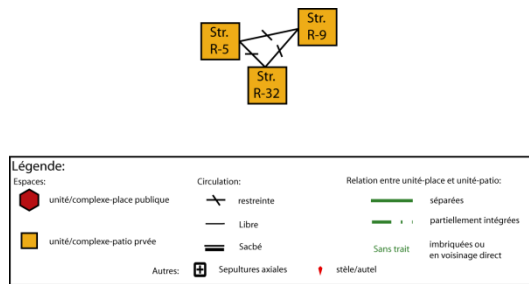 Str.
R-5
Str.
R-9
Str.
R-32
Légende:
Espaces:
Circulation:
Relation entre unité-place et unité-patio:
unité/complexe-place publique
restreinte
séparées
Libre
partiellement intégrées
unité/complexe-patio prvée
Sacbé
Sans trait
imbriquées ou
en voisinage direct
Autres:
Sepultures axiales
stèle/autel